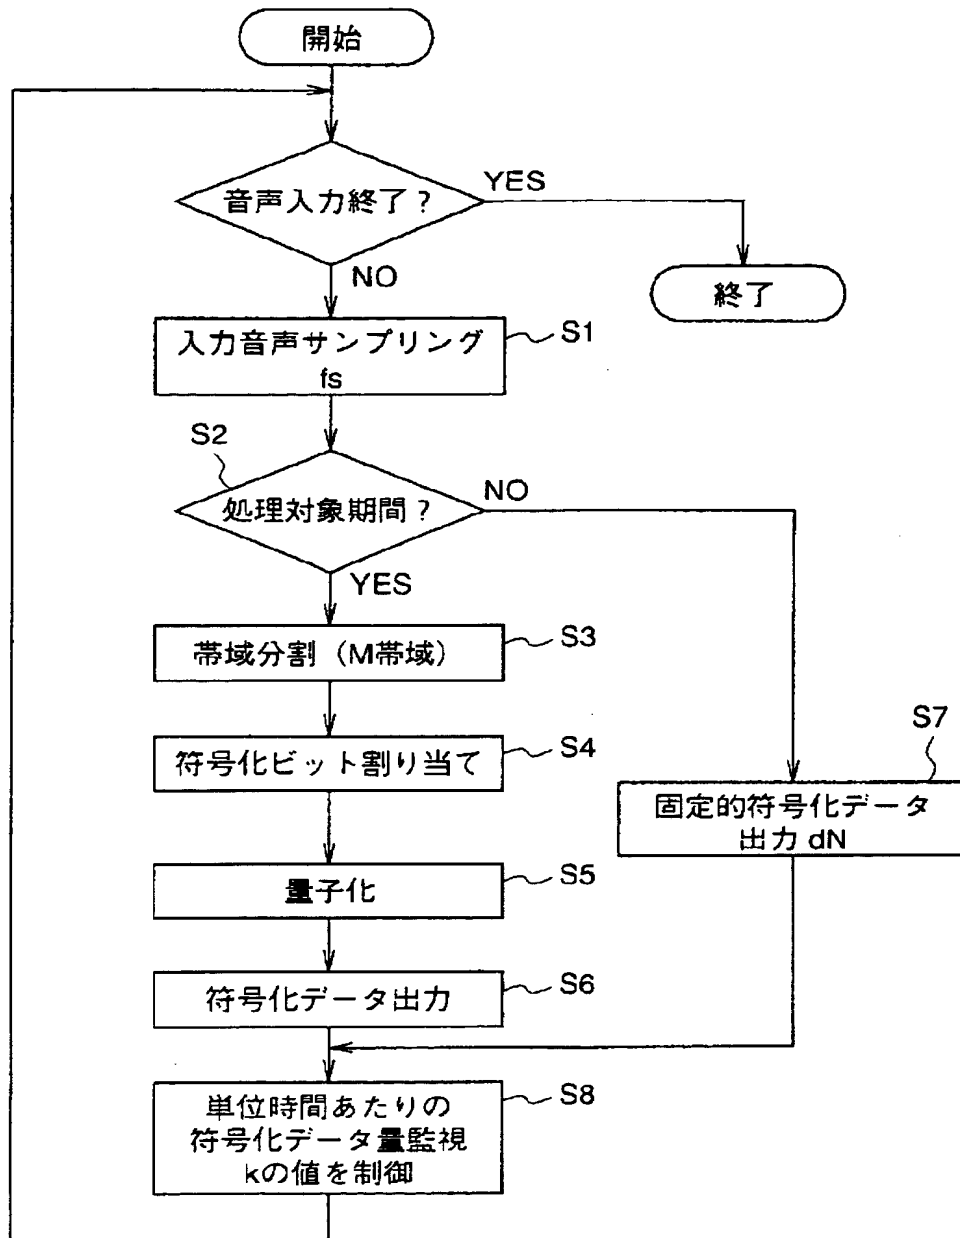 開始
音声入力終了?
YES
NO
終了
入力音声サンプリング
fs
S1
S2
処理対象期間?
NO
YES
帯域分割(M帯域)
S3
符号化ビット割り当て
S4
S7
固定的符号化データ
出力 dN
量子化
S5
符号化データ出力
S6
単位時間あたりの
符号化データ量監視
kの値を制御
S8